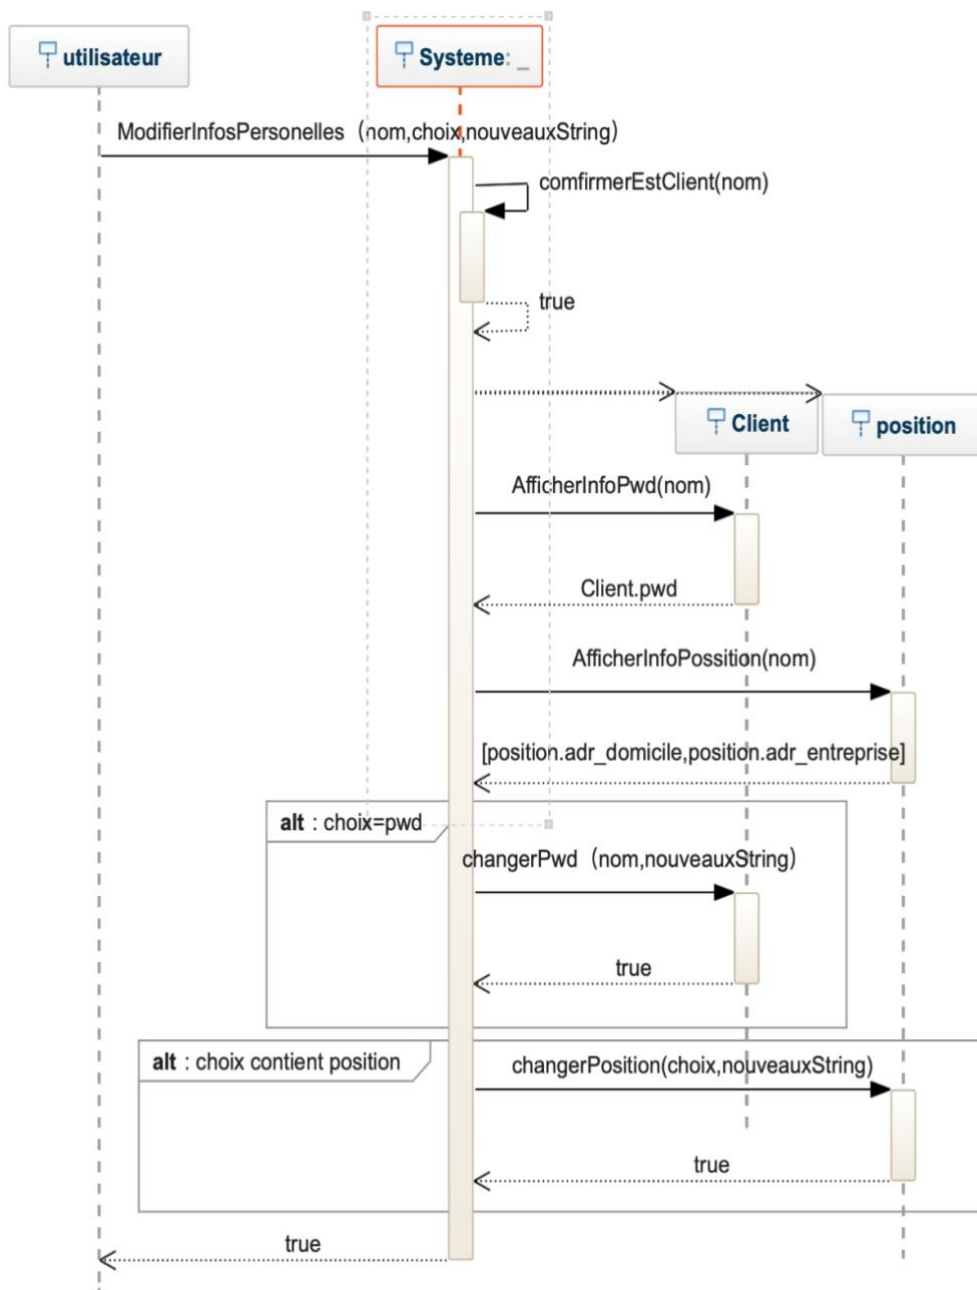 utilisateur
Systeme: _
ModifierInfosPersonelles (nom,choix,nouveauxString)
comfirmerEstClient(nom)
true
Client
position
AfficherInfoPwd(nom)
Client.pwd
AfficherInfoPossition(nom)
[position.adr_domicile,position.adr_entreprise]
alt : choix=pwd
changerPwd (nom,nouveauxString)
true
alt : choix contient position
changerPosition(choix,nouveauxString)
true
true